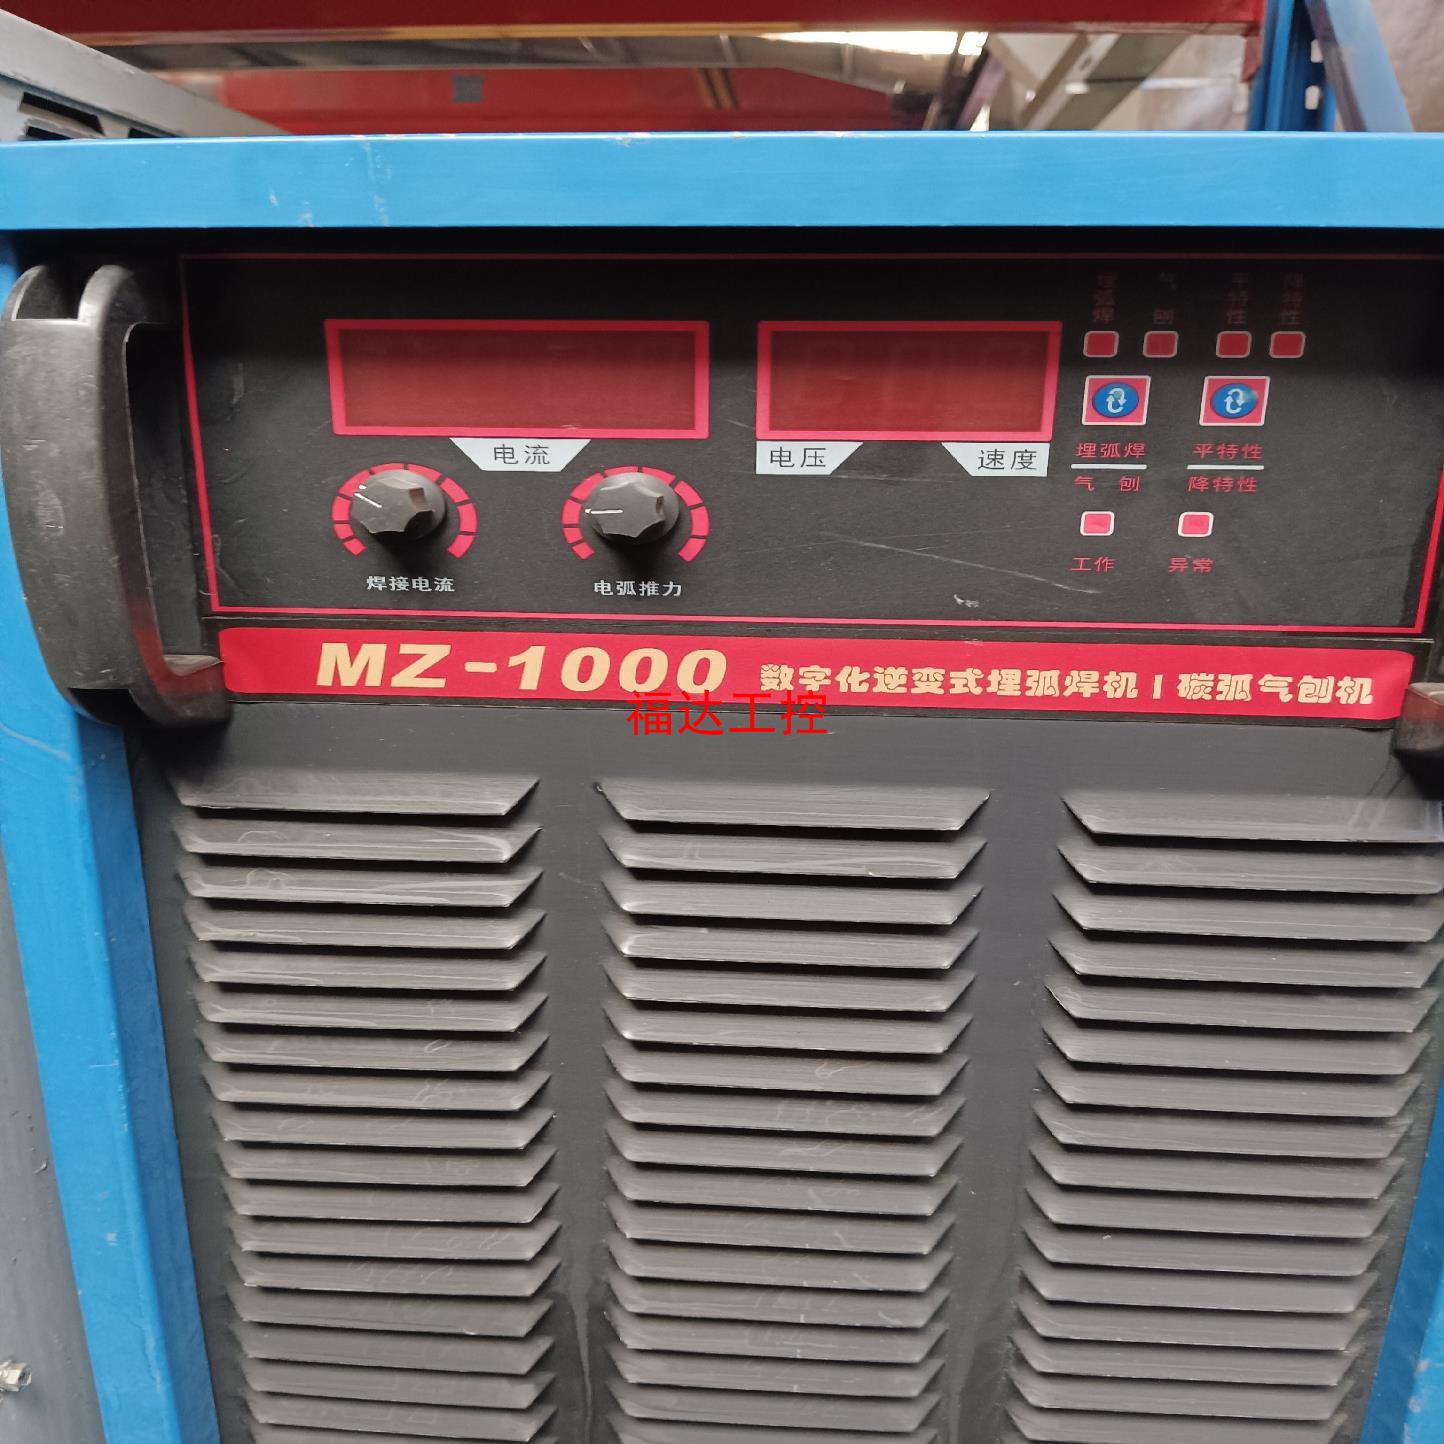 埋弧焊 气刨 平特性 降特性
电流
电压 速度
埋弧焊 平特性
气刨 降特性
工作 异常
焊接电流 电弧推力
MZ-1000 数字化逆变式埋弧焊机 | 碳弧气刨机
福达工控